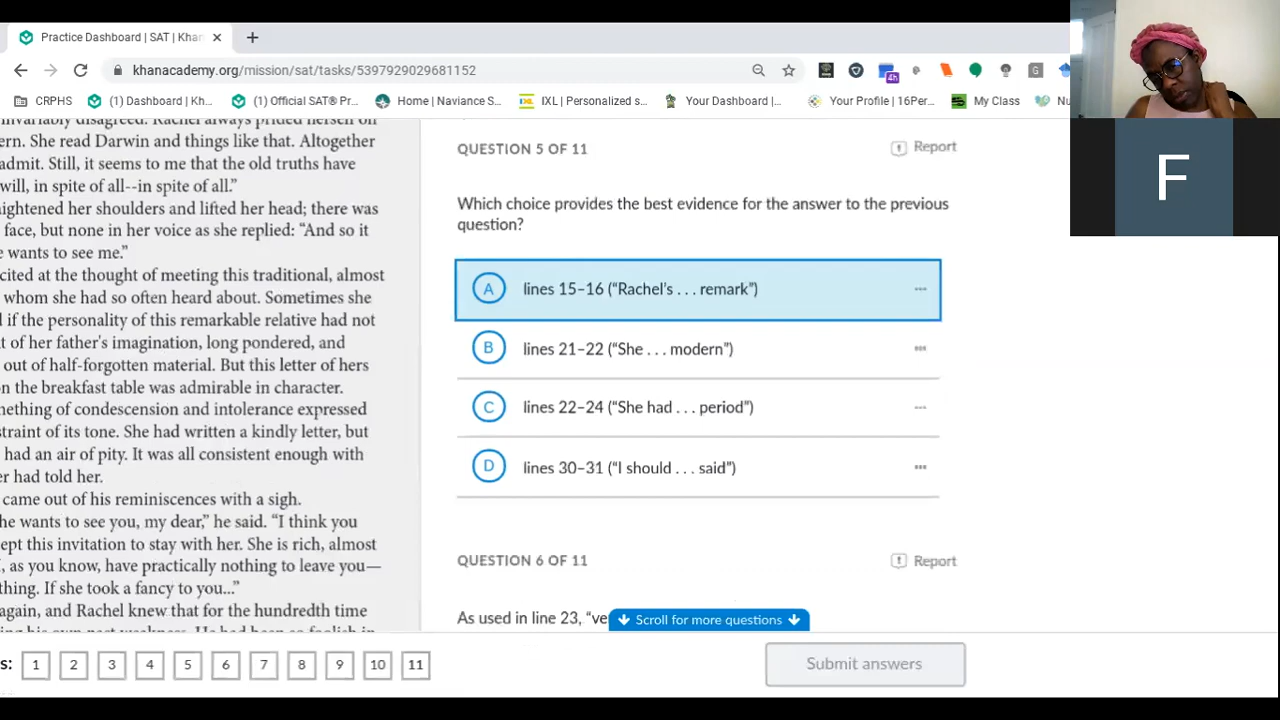 Practice Dashboard | SAT | Khan
khanacademy.org/mission/sat/tasks/5397929029681152
4h
G
CRPHS
(1) Dashboard | Kh...
(1) Official SAT® Pr...
Home | Naviance S...
IXL | Personalized s...
Your Dashboard |...
Your Profile | 16Per...
My Class
Nu
invariably disagreed. Rachel always prided herself on
ern. She read Darwin and things like that. Altogether
admit. Still, it seems to me that the old truths have
will, in spite of all--in spite of all.”
aightened her shoulders and lifted her head; there was
face, but none in her voice as she replied: “And so it
e wants to see me.”
cited at the thought of meeting this traditional, almost
whom she had so often heard about. Sometimes she
d if the personality of this remarkable relative had not
t of her father's imagination, long pondered, and
out of half-forgotten material. But this letter of hers
n the breakfast table was admirable in character.
nething of condescension and intolerance expressed
straint of its tone. She had written a kindly letter, but
had an air of pity. It was all consistent enough with
er had told her.
came out of his reminiscences with a sigh.
he wants to see you, my dear,” he said. “I think you
ept this invitation to stay with her. She is rich, almost
I, as you know, have practically nothing to leave you—
thing. If she took a fancy to you...”
again, and Rachel knew that for the hundredth time
QUESTION 5 OF 11
Report
Which choice provides the best evidence for the answer to the previous
question?
A lines 15–16 (“Rachel’s . . . remark”)
B lines 21–22 (“She . . . modern”)
C lines 22–24 (“She had . . . period”)
D lines 30–31 (“I should . . . said”)
QUESTION 6 OF 11
Report
As used in line 23, “ve
Scroll for more questions
s: 1 2 3 4 5 6 7 8 9 10 11
Submit answers
F